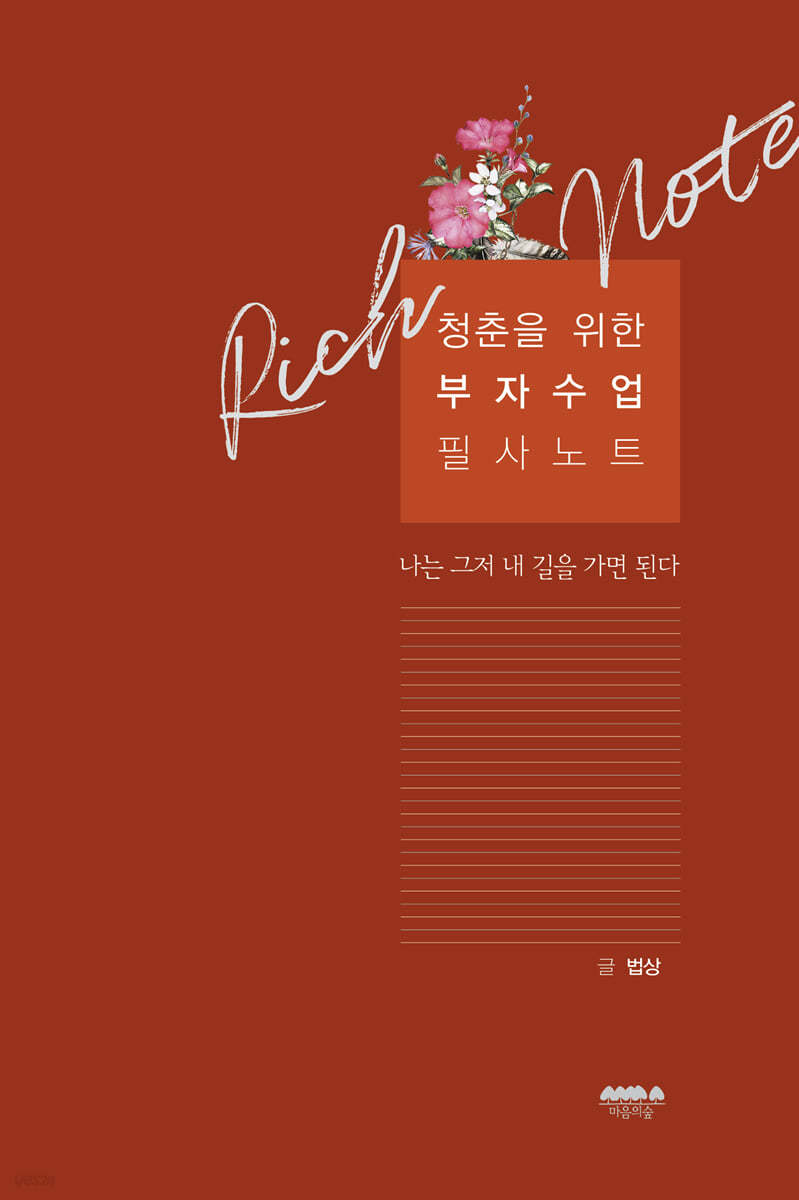 Rich Note
청춘을 위한
부자수업
필사노트
나는 그저 내 길을 가면 된다
글 법상
마음의숲